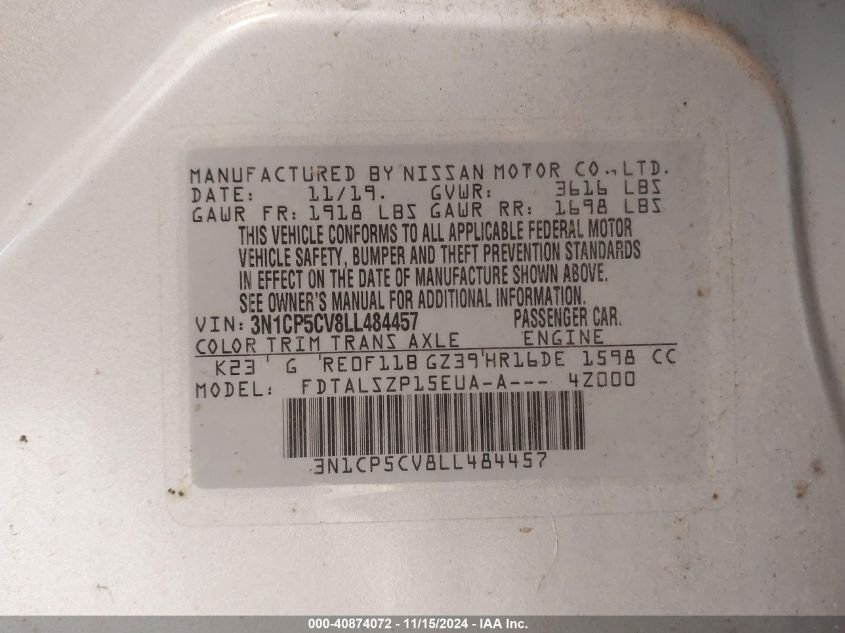 MANUFACTURED BY NISSAN MOTOR CO., LTD.
DATE: 11/19. GVWR: 3616 LBS
GAWR FR: 1918 LBS GAWR RR: 1698 LBS
THIS VEHICLE CONFORMS TO ALL APPLICABLE FEDERAL MOTOR
VEHICLE SAFETY, BUMPER AND THEFT PREVENTION STANDARDS
IN EFFECT ON THE DATE OF MANUFACTURE SHOWN ABOVE.
SEE OWNER'S MANUAL FOR ADDITIONAL INFORMATION.
VIN: 3N1CP5CV8LL484457 PASSENGER CAR.
COLOR TRIM TRANS AXLE ENGINE
K23 ' G 'RE0F11B GZ39'HR16DE 1598 CC
MODEL: FDTALSZP15EUA-A--- 4Z000
3N1CP5CV8LL484457
000-40874072 - 11/15/2024 - IAA Inc.